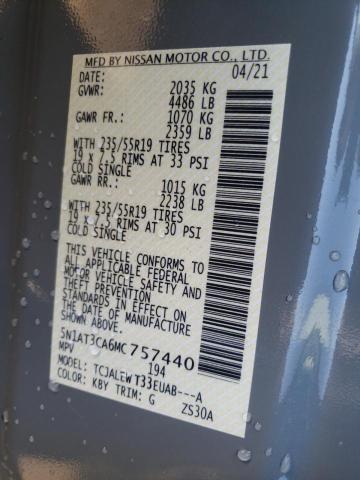 MFD BY NISSAN MOTOR CO., LTD.
DATE: 04/21
GVWR: 2035 KG
4486 LB
GAWR FR.: 1070 KG
2359 LB
WITH 235/55R19 TIRES
19 x 7.5 RIMS AT 33 PSI
COLD SINGLE
GAWR RR.: 1015 KG
2238 LB
WITH 235/55R19 TIRES
19 x 7.5 RIMS AT 30 PSI
COLD SINGLE
THIS VEHICLE CONFORMS TO
ALL APPLICABLE FEDERAL
MOTOR VEHICLE SAFETY AND
THEFT PREVENTION
STANDARDS IN EFFECT ON
THE DATE OF MANUFACTURE
SHOWN ABOVE.
5N1AT3CA6MC757440
MPV 194
MODEL: TCJALEWT33EUAB---A
COLOR: KBY TRIM: G ZS30A